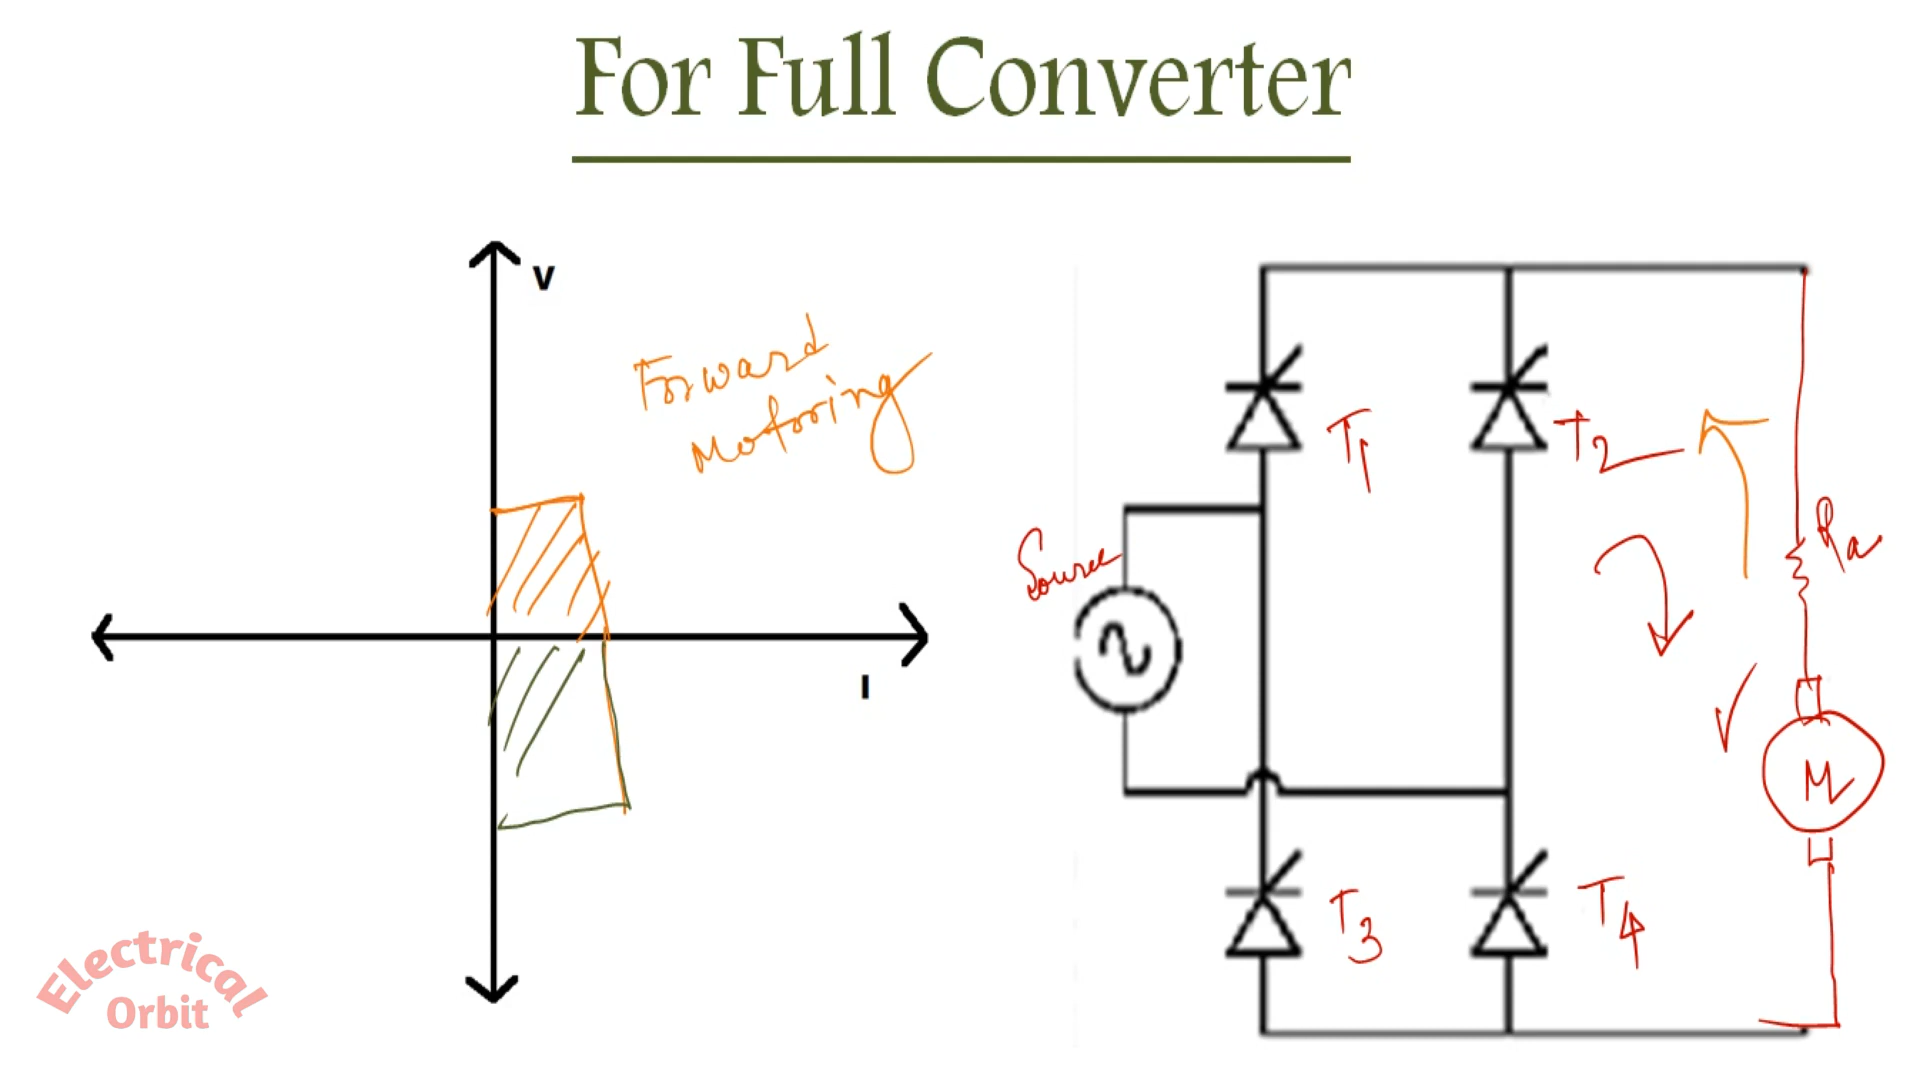 For Full Converter
V
Forward
Motoring
I
T1
T2
Source
Ra
M
T3
T4
Electrical
Orbit